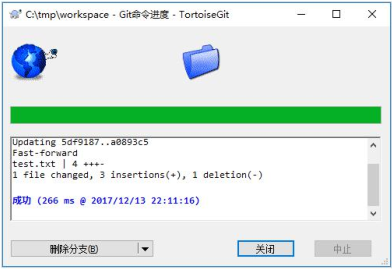 C:\tmp\workspace - Git命令进度 - TortoiseGit
Updating 5df9187..a0893c5
Fast-forward
test.txt | 4 +++-
1 file changed, 3 insertions(+), 1 deletion(-)
成功 (266 ms @ 2017/12/13 22:11:16)
删除分支(B)
关闭
中止